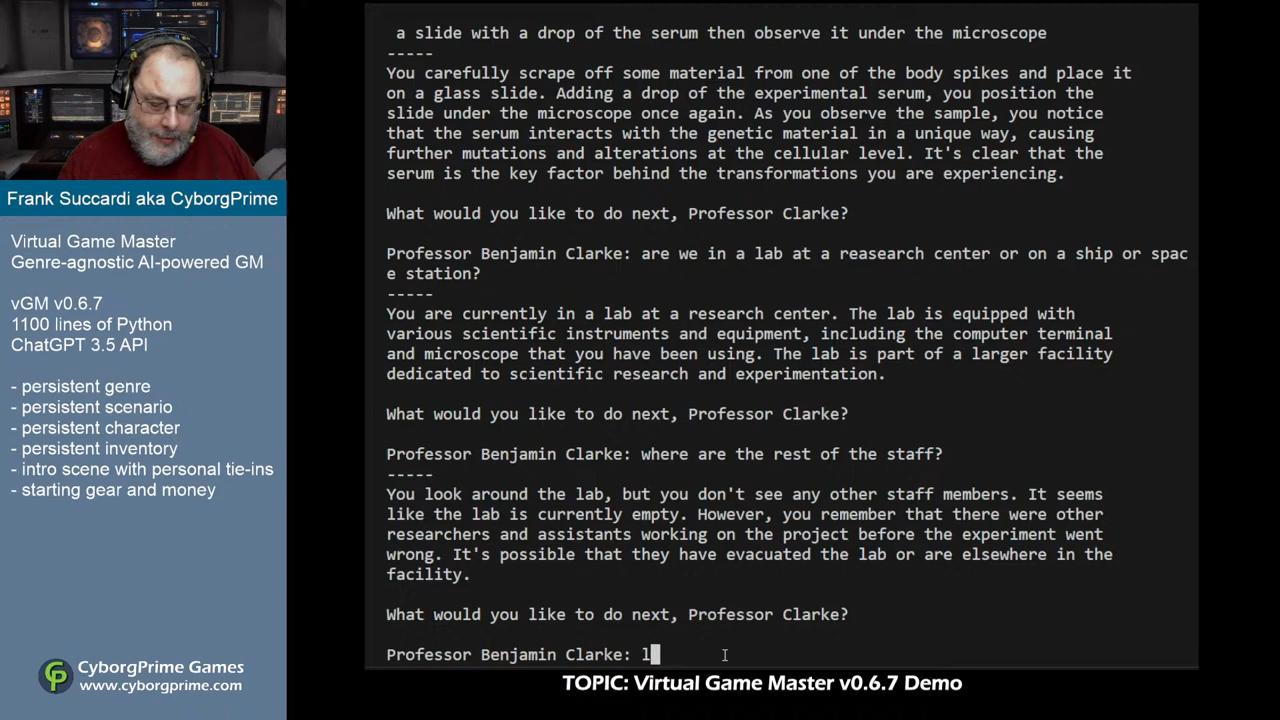 a slide with a drop of the serum then observe it under the microscope
-----
You carefully scrape off some material from one of the body spikes and place it
on a glass slide. Adding a drop of the experimental serum, you position the
slide under the microscope once again. As you observe the sample, you notice
that the serum interacts with the genetic material in a unique way, causing
further mutations and alterations at the cellular level. It's clear that the
serum is the key factor behind the transformations you are experiencing.
What would you like to do next, Professor Clarke?
Professor Benjamin Clarke: are we in a lab at a reasearch center or on a ship or spac
e station?
-----
You are currently in a lab at a research center. The lab is equipped with
various scientific instruments and equipment, including the computer terminal
and microscope that you have been using. The lab is part of a larger facility
dedicated to scientific research and experimentation.
What would you like to do next, Professor Clarke?
Professor Benjamin Clarke: where are the rest of the staff?
-----
You look around the lab, but you don't see any other staff members. It seems
like the lab is currently empty. However, you remember that there were other
researchers and assistants working on the project before the experiment went
wrong. It's possible that they have evacuated the lab or are elsewhere in the
facility.
What would you like to do next, Professor Clarke?
Professor Benjamin Clarke: l
Frank Succardi aka CyborgPrime
Virtual Game Master
Genre-agnostic AI-powered GM
vGM v0.6.7
1100 lines of Python
ChatGPT 3.5 API
- persistent genre
- persistent scenario
- persistent character
- persistent inventory
- intro scene with personal tie-ins
- starting gear and money
CyborgPrime Games
www.cyborgprime.com
TOPIC: Virtual Game Master v0.6.7 Demo